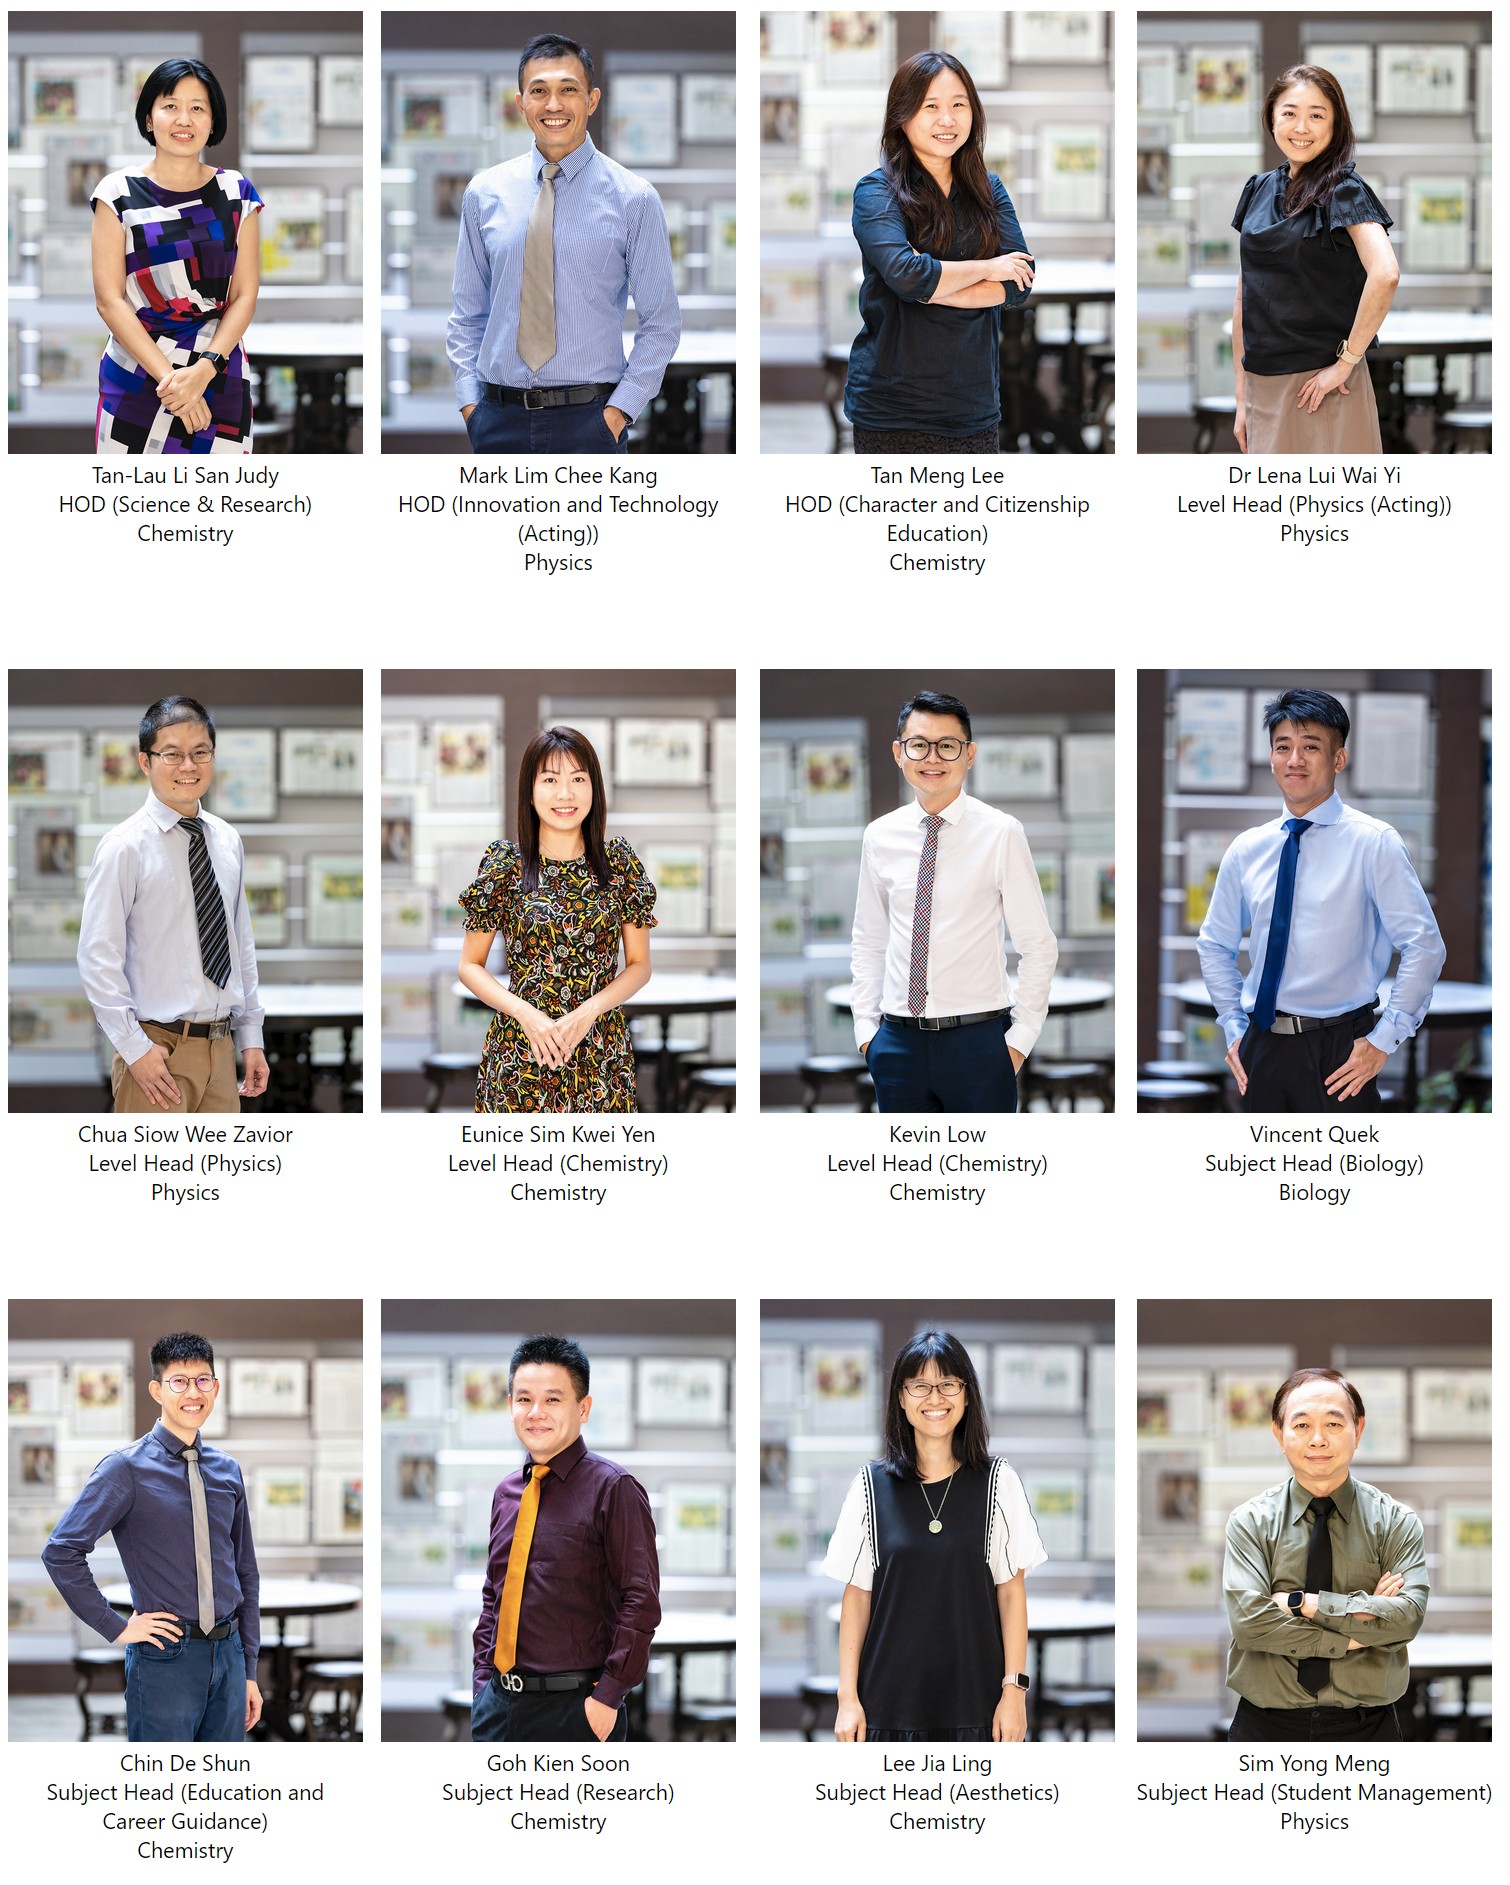 Tan-Lau Li San Judy
HOD (Science & Research)
Chemistry
Mark Lim Chee Kang
HOD (Innovation and Technology
(Acting))
Physics
Tan Meng Lee
HOD (Character and Citizenship
Education)
Chemistry
Dr Lena Lui Wai Yi
Level Head (Physics (Acting))
Physics
Chua Siow Wee Zavior
Level Head (Physics)
Physics
Eunice Sim Kwei Yen
Level Head (Chemistry)
Chemistry
Kevin Low
Level Head (Chemistry)
Chemistry
Vincent Quek
Subject Head (Biology)
Biology
Chin De Shun
Subject Head (Education and
Career Guidance)
Chemistry
Goh Kien Soon
Subject Head (Research)
Chemistry
Lee Jia Ling
Subject Head (Aesthetics)
Chemistry
Sim Yong Meng
Subject Head (Student Management)
Physics